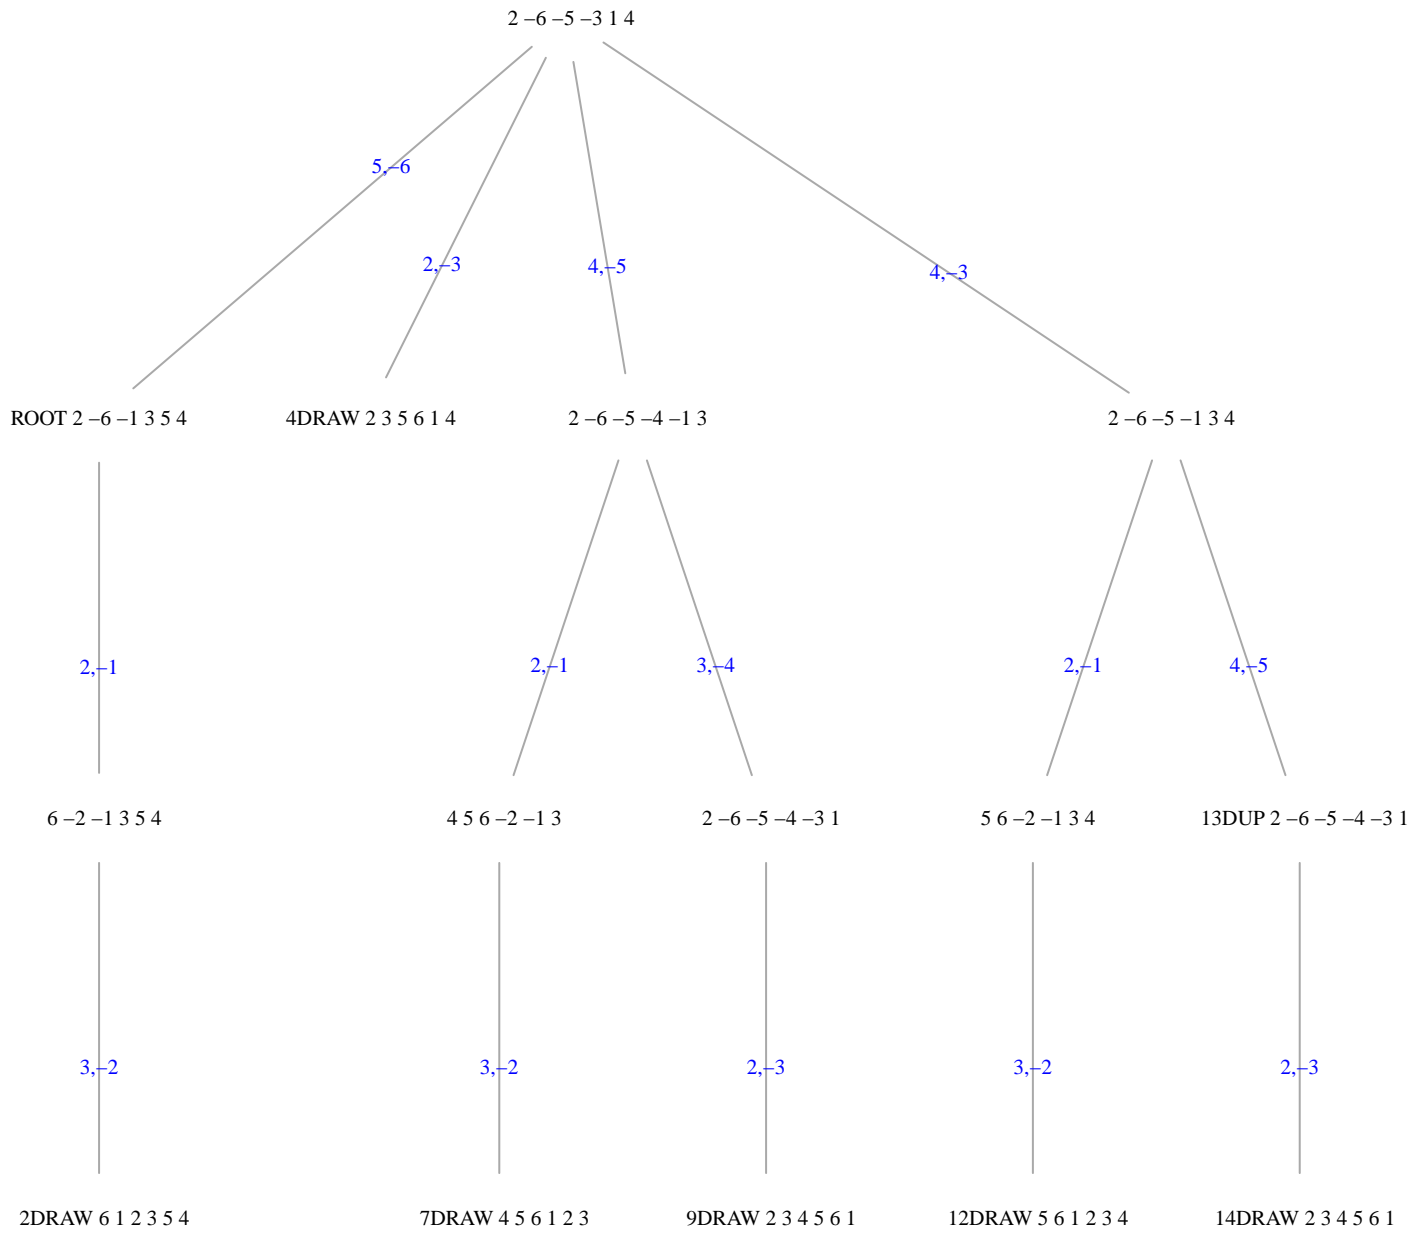 2 –6 –5 –3 1 4
5,–6
2,–3
4,–5
4,–3
ROOT 2 –6 –1 3 5 4
4DRAW 2 3 5 6 1 4
2 –6 –5 –4 –1 3
2 –6 –5 –1 3 4
2,–1
2,–1
3,–4
2,–1
4,–5
6 –2 –1 3 5 4
4 5 6 –2 –1 3
2 –6 –5 –4 –3 1
5 6 –2 –1 3 4
13DUP 2 –6 –5 –4 –3 1
3,–2
3,–2
2,–3
3,–2
2,–3
2DRAW 6 1 2 3 5 4
7DRAW 4 5 6 1 2 3
9DRAW 2 3 4 5 6 1
12DRAW 5 6 1 2 3 4
14DRAW 2 3 4 5 6 1